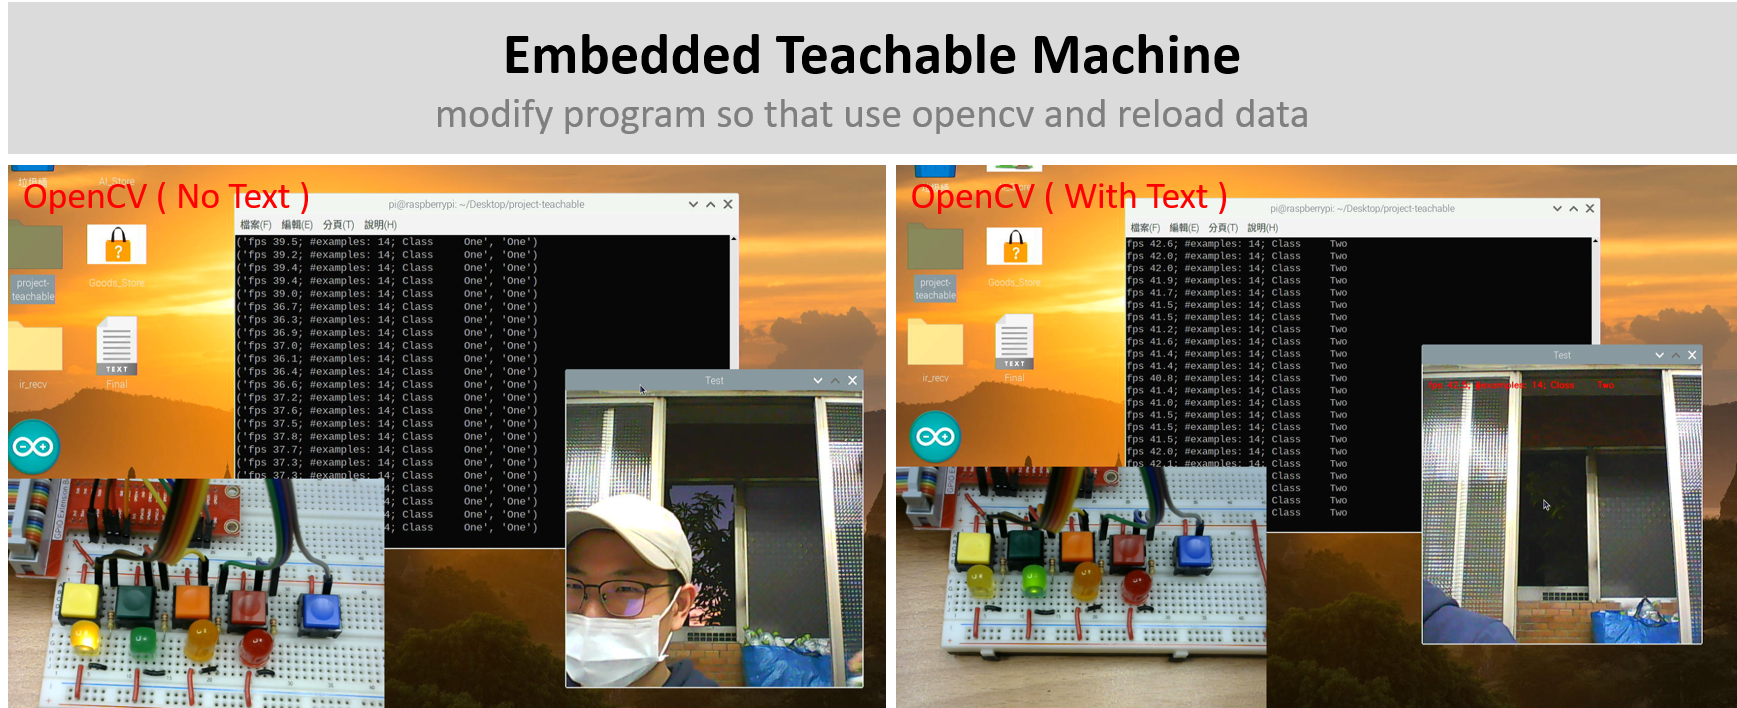 Embedded Teachable Machine
modify program so that use opencv and reload data
OpenCV ( No Text )
垃圾桶
AI_Store
pi@raspberrypi: ~/Desktop/project-teachable
檔案(F) 編輯(E) 分頁(T) 說明(H)
('fps 39.5; #examples: 14; Class One', 'One')
('fps 39.2; #examples: 14; Class One', 'One')
('fps 39.4; #examples: 14; Class One', 'One')
('fps 39.4; #examples: 14; Class One', 'One')
('fps 39.0; #examples: 14; Class One', 'One')
('fps 36.7; #examples: 14; Class One', 'One')
('fps 36.3; #examples: 14; Class One', 'One')
('fps 36.9; #examples: 14; Class One', 'One')
('fps 37.0; #examples: 14; Class One', 'One')
('fps 36.1; #examples: 14; Class One', 'One')
('fps 36.4; #examples: 14; Class One', 'One')
('fps 36.6; #examples: 14; Class One', 'One')
('fps 37.2; #examples: 14; Class One', 'One')
('fps 37.6; #examples: 14; Class One', 'One')
('fps 37.5; #examples: 14; Class One', 'One')
('fps 37.8; #examples: 14; Class One', 'One')
('fps 37.7; #examples: 14; Class One', 'One')
('fps 37.3; #examples: 14; Class One', 'One')
('fps 37.3; #examples: 14; Class One', 'One')
4; Class One', 'One')
4; Class One', 'One')
4; Class One', 'One')
4; Class One', 'One')
project-
teachable
Goods_Store
ir_recv
TEXT
Final
Test
GPIO Extension
OpenCV ( With Text )
pi@raspberrypi: ~/Desktop/project-teachable
檔案(F) 編輯(E) 分頁(T) 說明(H)
fps 42.6; #examples: 14; Class Two
fps 42.0; #examples: 14; Class Two
fps 42.0; #examples: 14; Class Two
fps 41.9; #examples: 14; Class Two
fps 41.7; #examples: 14; Class Two
fps 41.5; #examples: 14; Class Two
fps 41.5; #examples: 14; Class Two
fps 41.2; #examples: 14; Class Two
fps 41.6; #examples: 14; Class Two
fps 41.4; #examples: 14; Class Two
fps 41.4; #examples: 14; Class Two
fps 40.8; #examples: 14; Class Two
fps 41.4; #examples: 14; Class Two
fps 41.0; #examples: 14; Class Two
fps 41.5; #examples: 14; Class Two
fps 41.5; #examples: 14; Class Two
fps 41.5; #examples: 14; Class Two
fps 42.0; #examples: 14; Class Two
fps 42.1; #examples: 14; Class Two
Class Two
Class Two
Class Two
Class Two
project-
teachable
Goods_Store
ir_recv
TEXT
Final
Test
#examples: 14; Class Two